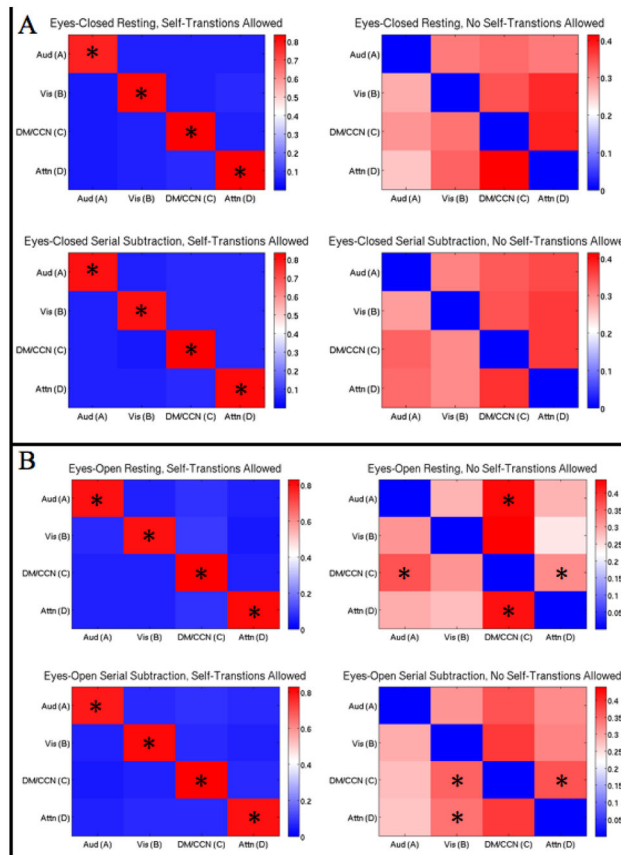 A
Eyes-Closed Resting, Self-Transtions Allowed
Eyes-Closed Resting, No Self-Transtions Allowed
Aud (A)
Vis (B)
DM/CCN (C)
Attn (D)
Aud (A) Vis (B) DM/CCN (C) Attn (D)
0.8
0.7
0.6
0.5
0.4
0.3
0.2
0.1
Aud (A)
Vis (B)
DM/CCN (C)
Attn (D)
Aud (A) Vis (B) DM/CCN (C) Attn (D)
0.4
0.3
0.2
0.1
0
Eyes-Closed Serial Subtraction, Self-Transtions Allowed
Eyes-Closed Serial Subtraction, No Self-Transtions Allowe
Aud (A)
Vis (B)
DM/CCN (C)
Attn (D)
Aud (A) Vis (B) DM/CCN (C) Attn (D)
0.8
0.7
0.6
0.5
0.4
0.3
0.2
0.1
Aud (A)
Vis (B)
DM/CCN (C)
Attn (D)
Aud (A) Vis (B) DM/CCN (C) Attn (D)
0.4
0.3
0.2
0.1
0
B
Eyes-Open Resting, Self-Transtions Allowed
Eyes-Open Resting, No Self-Transtions Allowed
Aud (A)
Vis (B)
DM/CCN (C)
Attn (D)
Aud (A) Vis (B) DM/CCN (C) Attn (D)
0.8
0.6
0.4
0.2
0
Aud (A)
Vis (B)
DM/CCN (C)
Attn (D)
Aud (A) Vis (B) DM/CCN (C) Attn (D)
0.4
0.35
0.3
0.25
0.2
0.15
0.1
0.05
Eyes-Open Serial Subtraction, Self-Transtions Allowed
Eyes-Open Serial Subtraction, No Self-Transtions Allowed
Aud (A)
Vis (B)
DM/CCN (C)
Attn (D)
Aud (A) Vis (B) DM/CCN (C) Attn (D)
0.8
0.6
0.4
0.2
0
Aud (A)
Vis (B)
DM/CCN (C)
Attn (D)
Aud (A) Vis (B) DM/CCN (C) Attn (D)
0.4
0.35
0.3
0.25
0.2
0.15
0.1
0.05